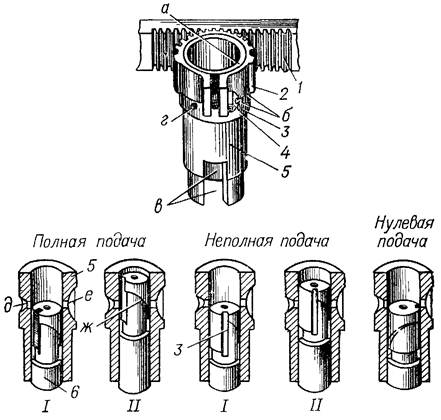 а
1
2
б
г
3
4
5
в
Полная подача
Неполная подача
Нулевая
подача
д
5
е
ж
3
6
I
II
I
II